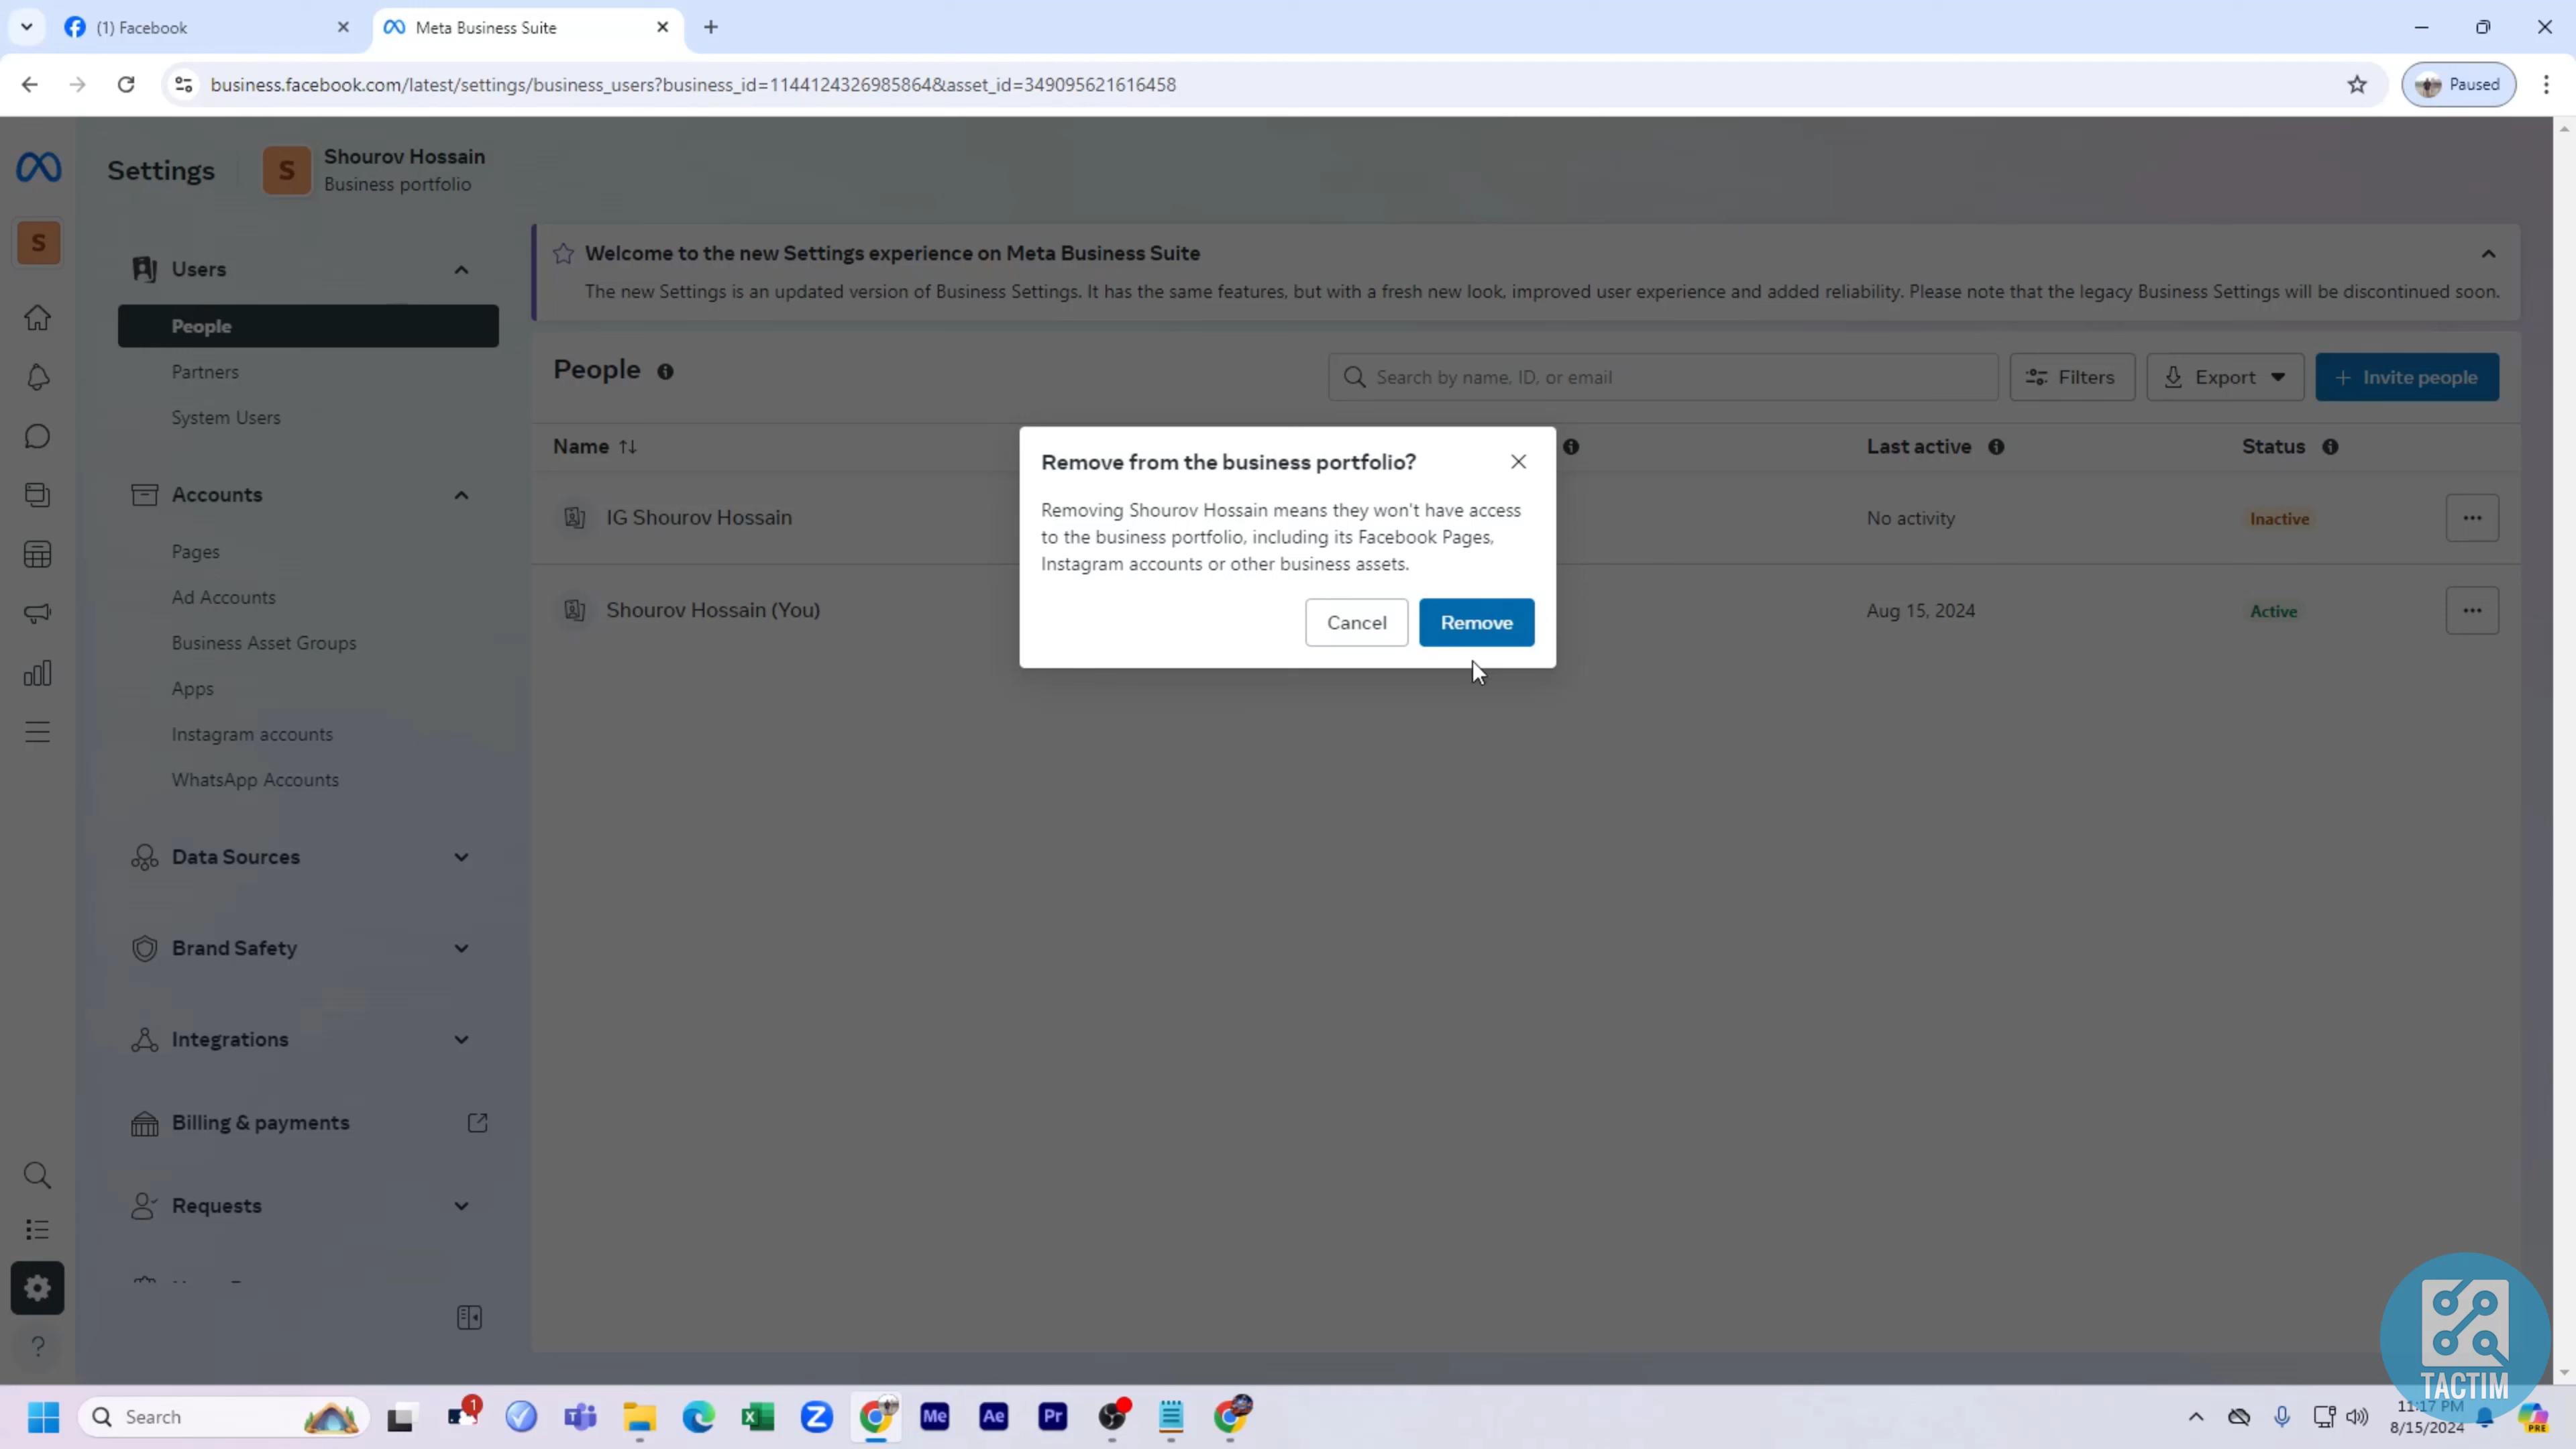 (1) Facebook
Meta Business Suite
business.facebook.com/latest/settings/business_users?business_id=1144124326985864&asset_id=349095621616458
Paused
Settings
S
Shourov Hossain
Business portfolio
S
Users
People
Partners
System Users
Accounts
Pages
Ad Accounts
Business Asset Groups
Apps
Instagram accounts
WhatsApp Accounts
Data Sources
Brand Safety
Integrations
Billing & payments
Requests
Welcome to the new Settings experience on Meta Business Suite
The new Settings is an updated version of Business Settings. It has the same features, but with a fresh new look, improved user experience and added reliability. Please note that the legacy Business Settings will be discontinued soon.
People
Search by name, ID, or email
Filters
Export
+ Invite people
Name
Last active
Status
IG Shourov Hossain
No activity
Inactive
Shourov Hossain (You)
Aug 15, 2024
Active
Remove from the business portfolio?
Removing Shourov Hossain means they won't have access
to the business portfolio, including its Facebook Pages,
Instagram accounts or other business assets.
Cancel
Remove
TACTIM
Search
1
Me
Ae
Pr
11:17 PM
8/15/2024
PRE